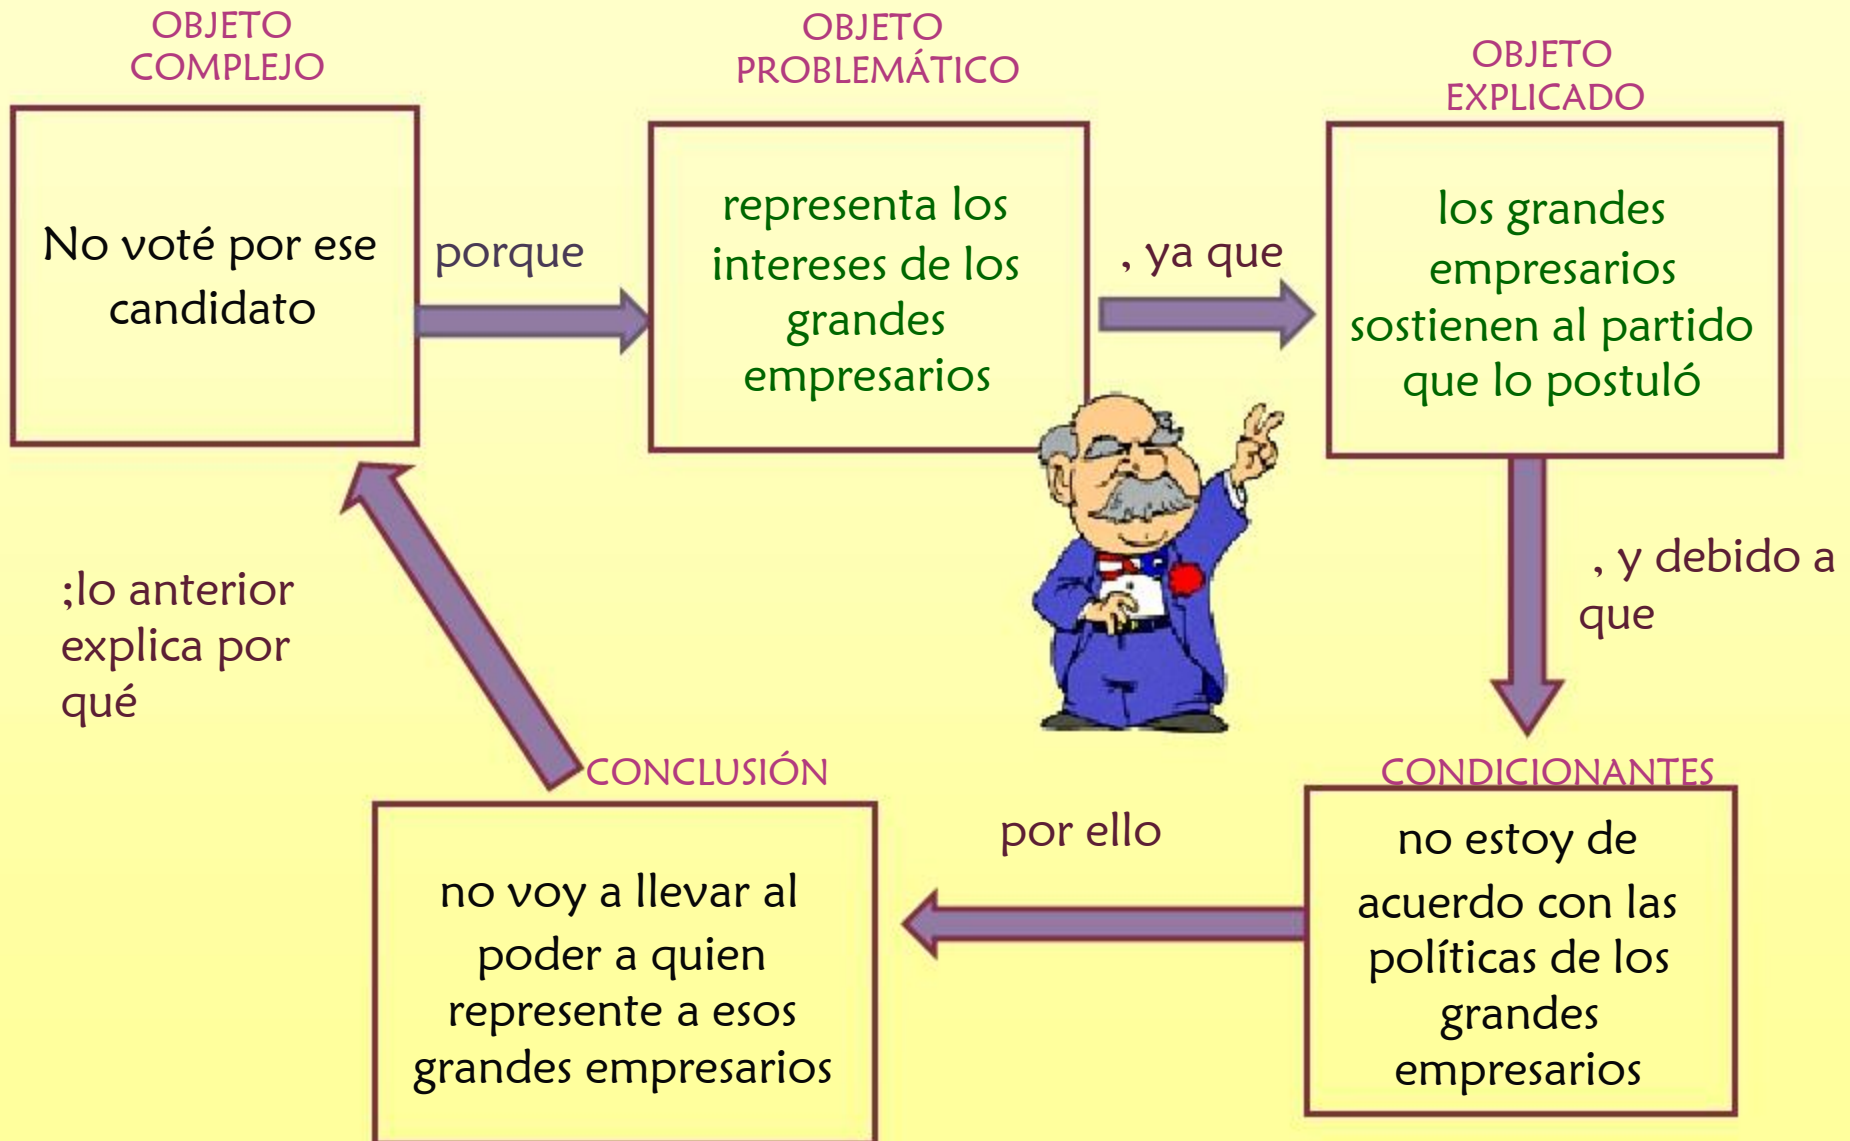 OBJETO
COMPLEJO
No voté por ese
candidato
porque
OBJETO
PROBLEMÁTICO
representa los
intereses de los
grandes
empresarios
, ya que
OBJETO
EXPLICADO
los grandes
empresarios
sostienen al partido
que lo postuló
, y debido a
que
CONDICIONANTES
no estoy de
acuerdo con las
políticas de los
grandes
empresarios
por ello
CONCLUSIÓN
no voy a llevar al
poder a quien
represente a esos
grandes empresarios
;lo anterior
explica por
qué